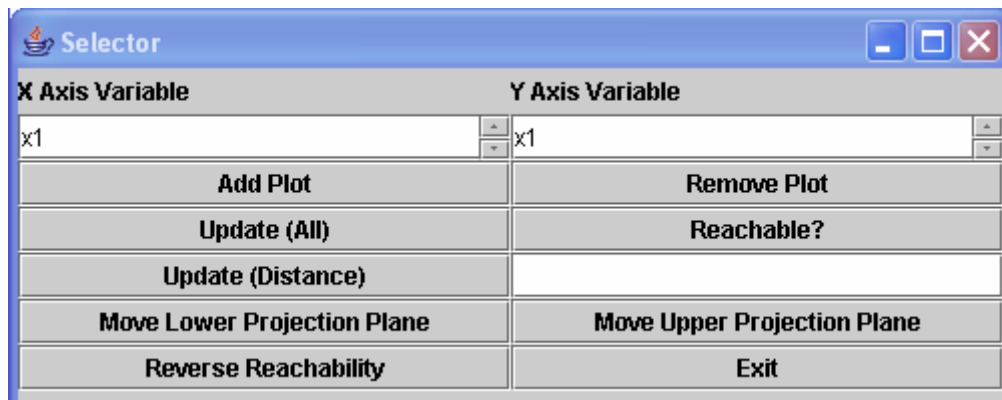 Selector
X Axis Variable Y Axis Variable
x1 x1
Add Plot Remove Plot
Update (All) Reachable?
Update (Distance)
Move Lower Projection Plane Move Upper Projection Plane
Reverse Reachability Exit